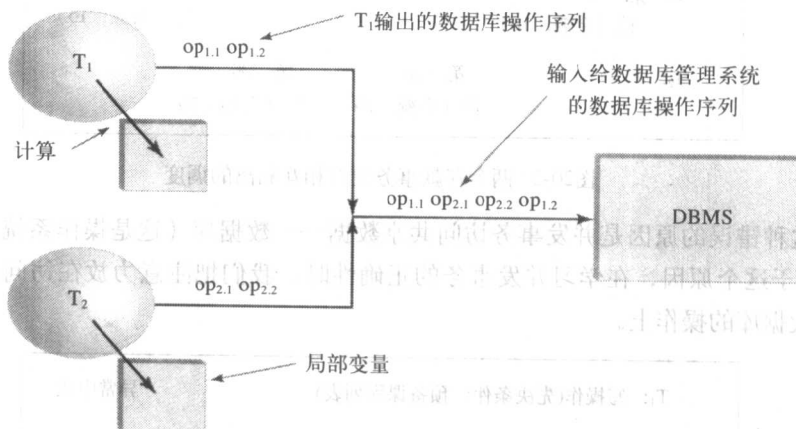 T₁输出的数据库操作序列
op₁.₁ op₁.₂
T₁
输入给数据库管理系统
的数据库操作序列
计算
op₁.₁ op₂.₁ op₂.₂ op₁.₂
DBMS
T₂
op₂.₁ op₂.₂
局部变量